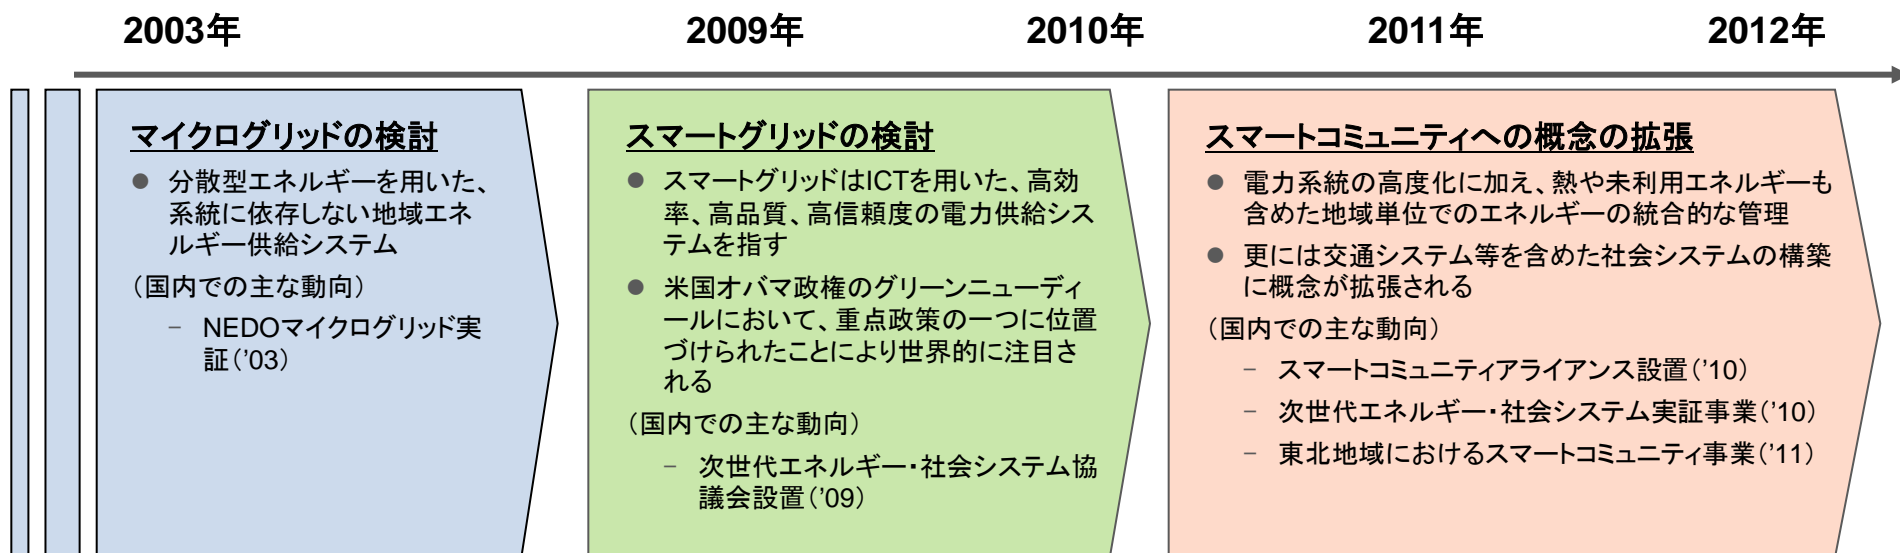 2003年 2009年 2010年 2011年 2012年
マイクログリッドの検討
● 分散型エネルギーを用いた、
系統に依存しない地域エネ
ルギー供給システム
（国内での主な動向）
− NEDOマイクログリッド実
証（’03）
スマートグリッドの検討
● スマートグリッドはICTを用いた、高効
率、高品質、高信頼度の電力供給シス
テムを指す
● 米国オバマ政権のグリーンニューディ
ールにおいて、重点政策の一つに位置
づけられたことにより世界的に注目さ
れる
（国内での主な動向）
− 次世代エネルギー・社会システム協
議会設置（’09）
スマートコミュニティへの概念の拡張
● 電力系統の高度化に加え、熱や未利用エネルギーも
含めた地域単位でのエネルギーの統合的な管理
● 更には交通システム等を含めた社会システムの構築
に概念が拡張される
（国内での主な動向）
− スマートコミュニティアライアンス設置（’10）
− 次世代エネルギー・社会システム実証事業（’10）
− 東北地域におけるスマートコミュニティ事業（’11）